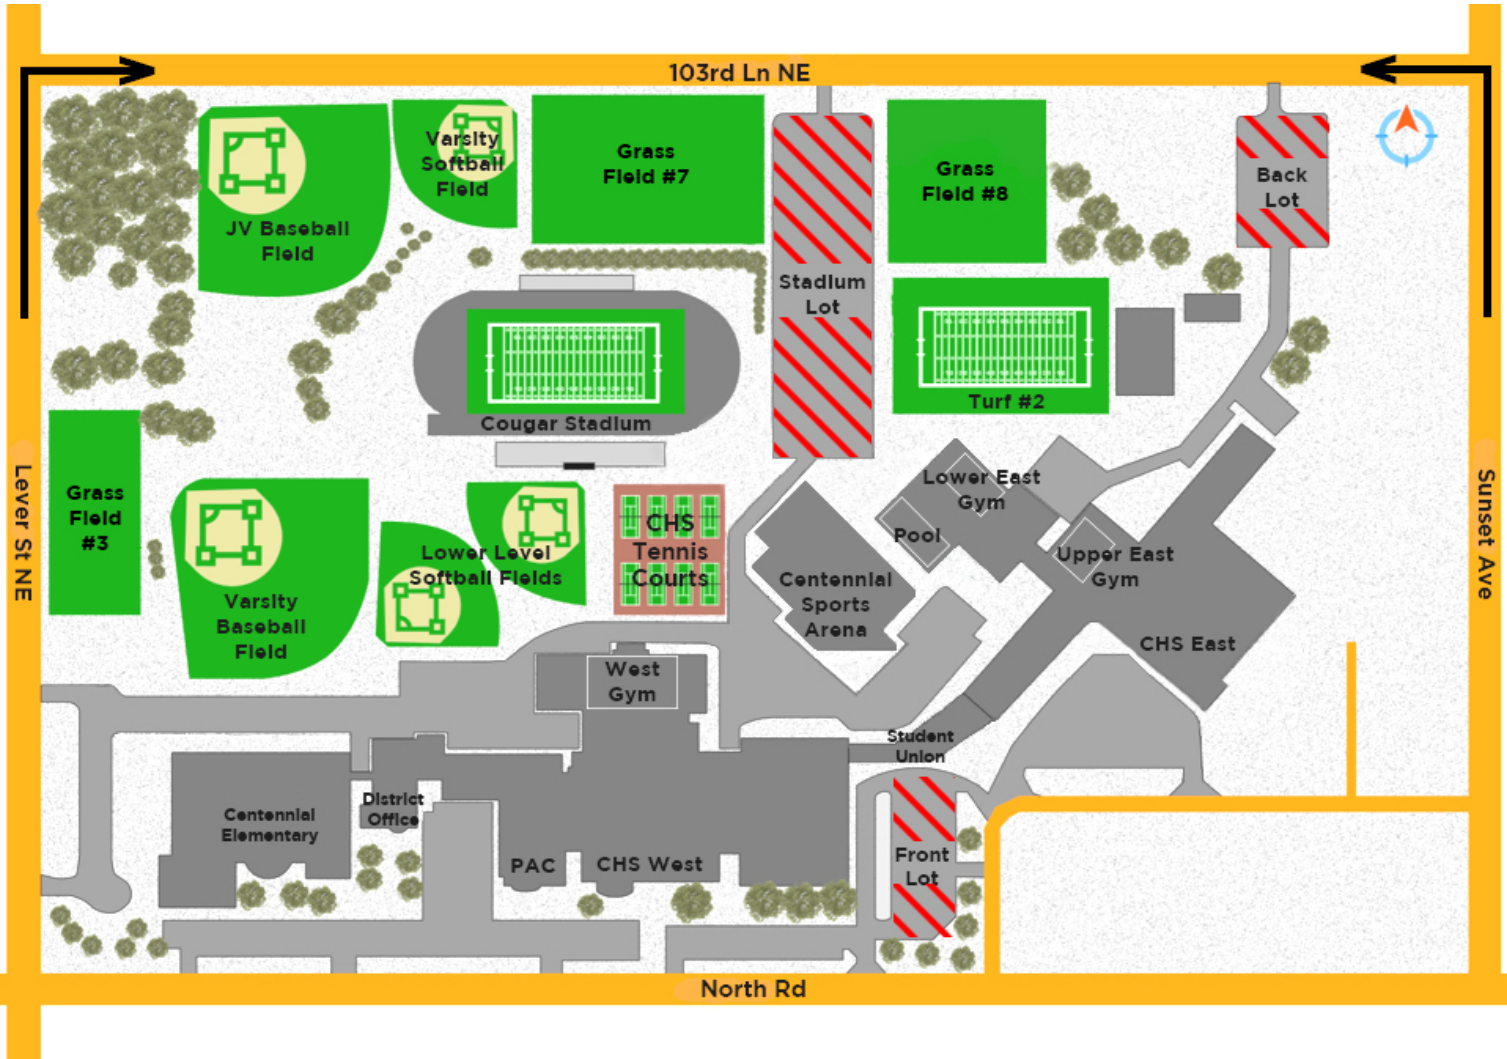 103rd Ln NE
Varsity
Softball
Field
Grass
Field #7
Grass
Field #8
Back
Lot
JV Baseball
Field
Stadium
Lot
Turf #2
Cougar Stadium
Lever St NE
Sunset Ave
Grass
Field
#3
Lower East
Gym
Pool
CHS
Tennis
Courts
Lower Level
Softball Fields
Upper East
Gym
Centennial
Sports
Arena
Varsity
Baseball
Field
CHS East
West
Gym
Student
Union
District
Office
Centennial
Elementary
PAC
CHS West
Front
Lot
North Rd